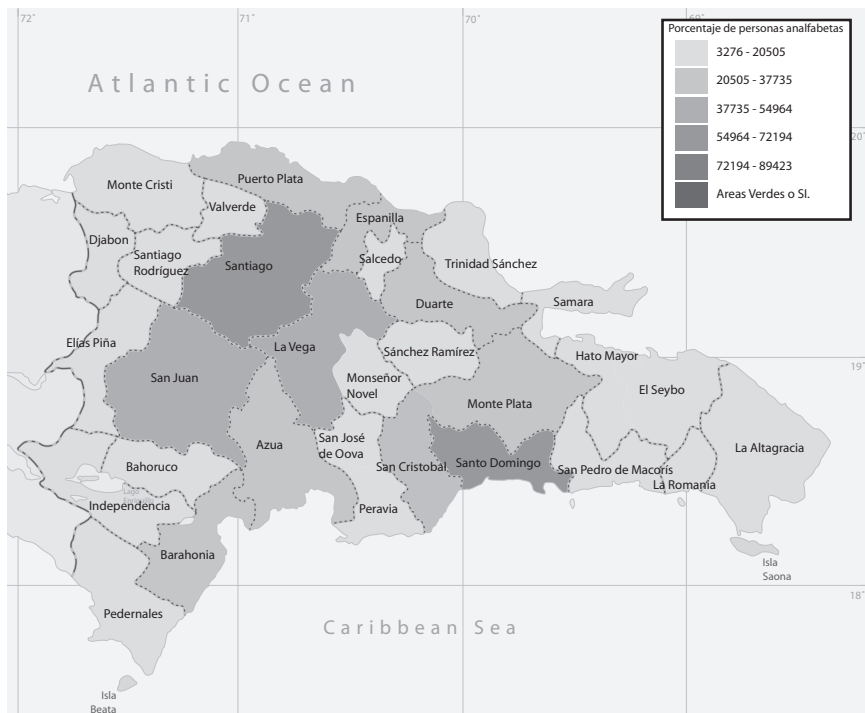 72°
71°
70°
69°
Porcentaje de personas analfabetas
3276 - 20505
20505 - 37735
37735 - 54964
54964 - 72194
72194 - 89423
Areas Verdes o SI.
Atlantic Ocean
20°
Monte Cristi
Puerto Plata
Valverde
Espanilla
Djabon
Santiago
Rodríguez
Santiago
Salcedo
Trinidad Sánchez
Duarte
Samara
Elías Piña
La Vega
Sánchez Ramírez
Hato Mayor
19°
San Juan
Monseñor
Novel
El Seybo
Monte Plata
Azua
San José
de Oova
La Altagracia
Bahoruco
San Cristobal
Santo Domingo
San Pedro de Macorís
La Romania
Lago
Independencia
Peravia
Barahonia
Isla
Saona
18°
Pedernales
Caribbean Sea
Isla
Beata